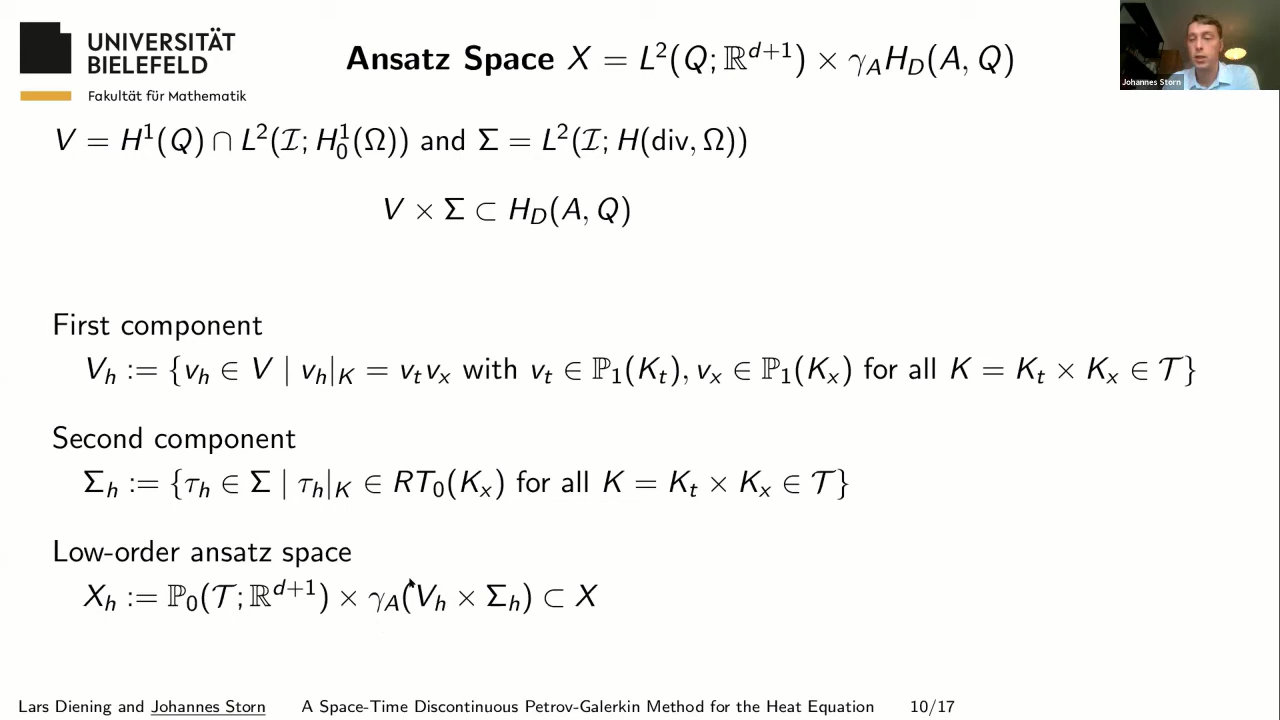 UNIVERSITÄT
BIELEFELD
Fakultät für Mathematik
Ansatz Space X = L²(Q; ℝᵈ⁺¹) × γ_A H_D(A, Q)
Johannes Storn
V = H¹(Q) ∩ L²(ℐ; H¹₀(Ω)) and Σ = L²(ℐ; H(div, Ω))
V × Σ ⊂ H_D(A, Q)
First component
V_h := {v_h ∈ V | v_h|_K = v_t v_x with v_t ∈ ℙ₁(K_t), v_x ∈ ℙ₁(K_x) for all K = K_t × K_x ∈ 𝒯}
Second component
Σ_h := {τ_h ∈ Σ | τ_h|_K ∈ RT₀(K_x) for all K = K_t × K_x ∈ 𝒯}
Low-order ansatz space
X_h := ℙ₀(𝒯; ℝᵈ⁺¹) × γ_A(V_h × Σ_h) ⊂ X
Lars Diening and Johannes Storn A Space-Time Discontinuous Petrov-Galerkin Method for the Heat Equation 10/17